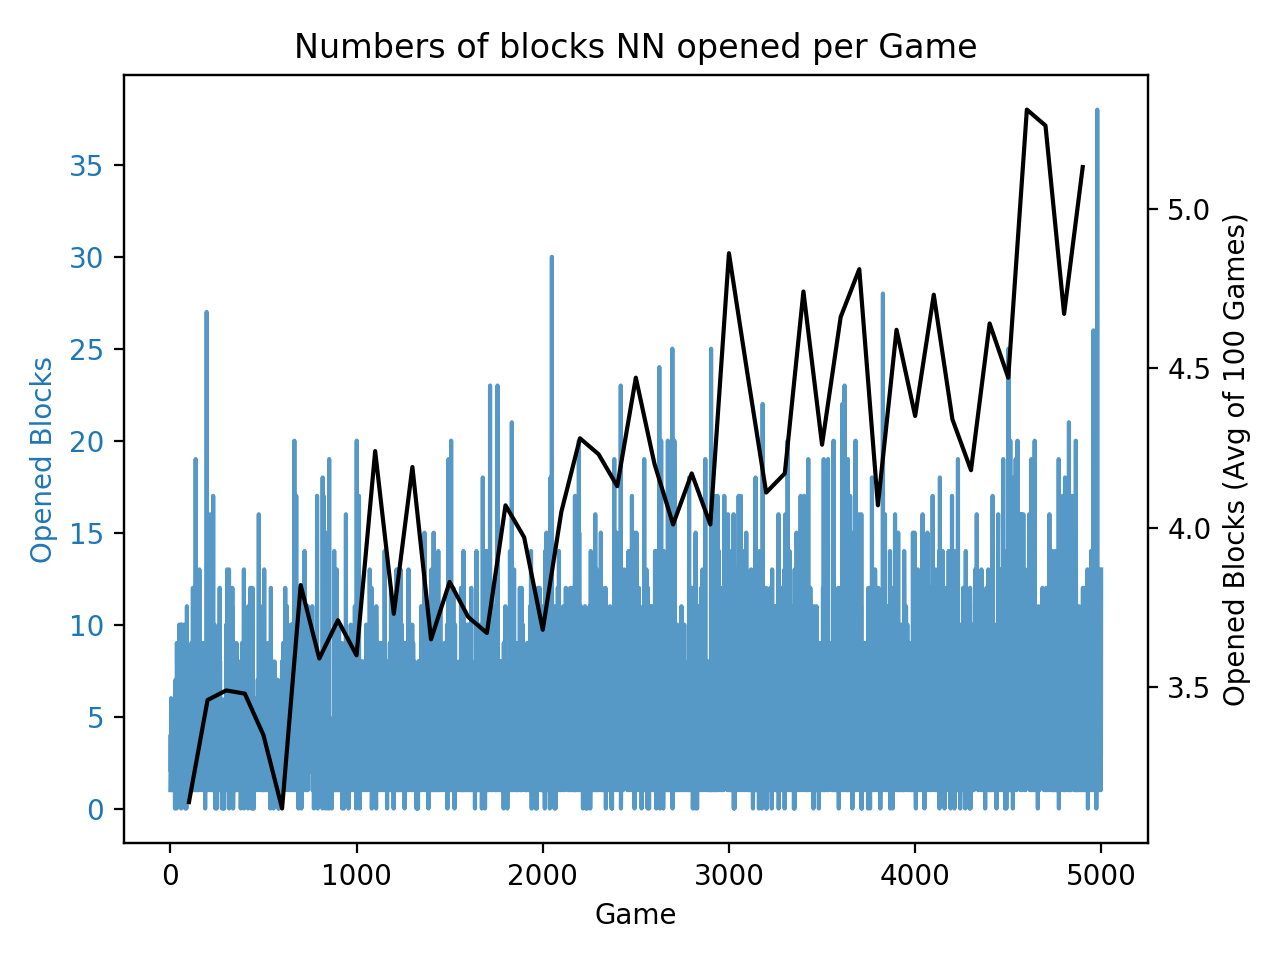 Numbers of blocks NN opened per Game
Opened Blocks
35
30
25
20
15
10
5
0
5.0
4.5
4.0
3.5
Opened Blocks (Avg of 100 Games)
0 1000 2000 3000 4000 5000
Game